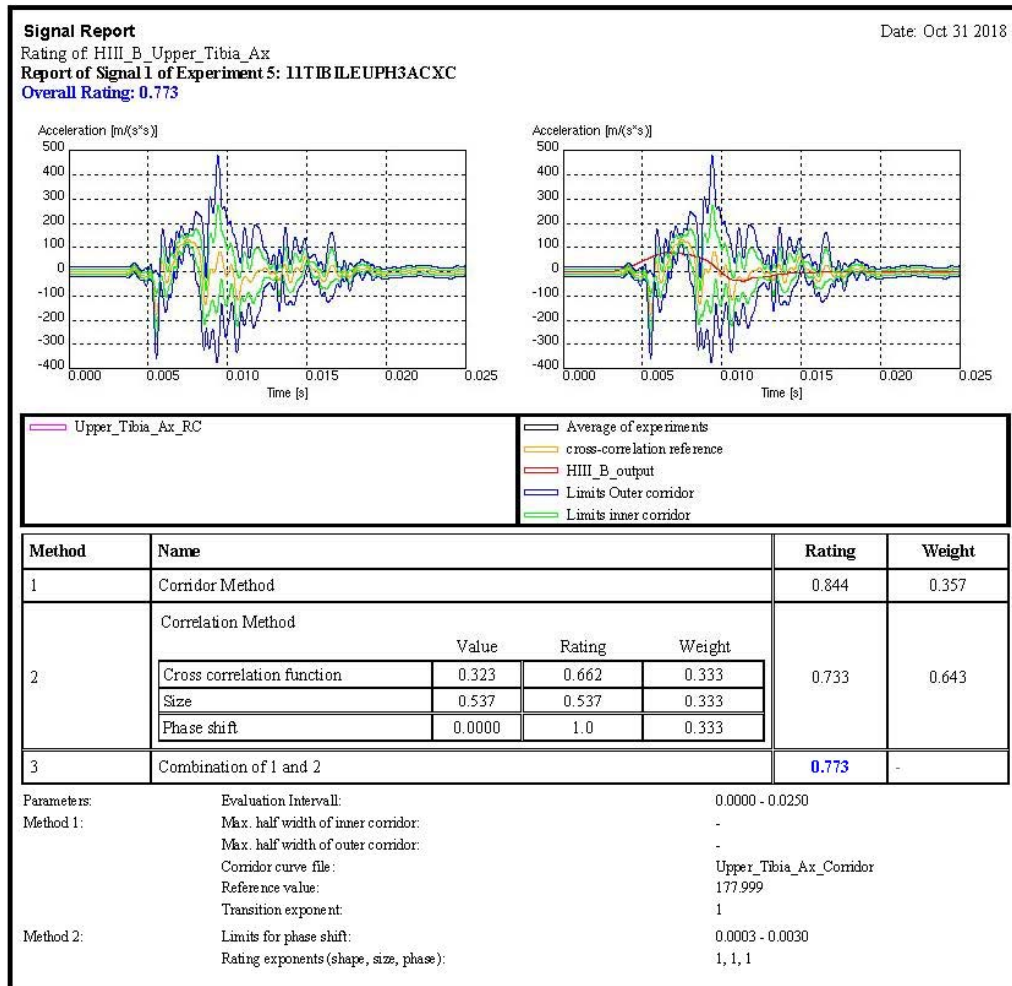 Signal Report
Date: Oct 31 2018
Rating of HIII_B_Upper_Tibia_Ax
Report of Signal 1 of Experiment 5: 11TIBILEUPH3ACXC
Overall Rating: 0.773
Acceleration [m/(s*s)]
500
400
300
200
100
0
-100
-200
-300
-400
0.000 0.005 0.010 0.015 0.020 0.025
Time [s]
Acceleration [m/(s*s)]
500
400
300
200
100
0
-100
-200
-300
-400
0.000 0.005 0.010 0.015 0.020 0.025
Time [s]
Upper_Tibia_Ax_RC
Average of experiments
cross-correlation reference
HIII_B_output
Limits Outer corridor
Limits inner corridor
Method Name Rating Weight
1 Corridor Method 0.844 0.357
Correlation Method
Value Rating Weight
Cross correlation function 0.323 0.662 0.333
2 Size 0.537 0.537 0.333 0.733 0.643
Phase shift 0.0000 1.0 0.333
3 Combination of 1 and 2 0.773 -
Parameters: Evaluation Intervall: 0.0000 - 0.0250
Method 1: Max. half width of inner corridor: -
Max. half width of outer corridor: -
Corridor curve file: Upper_Tibia_Ax_Corridor
Reference value: 177.999
Transition exponent: 1
Method 2: Limits for phase shift: 0.0003 - 0.0030
Rating exponents (shape, size, phase): 1, 1, 1